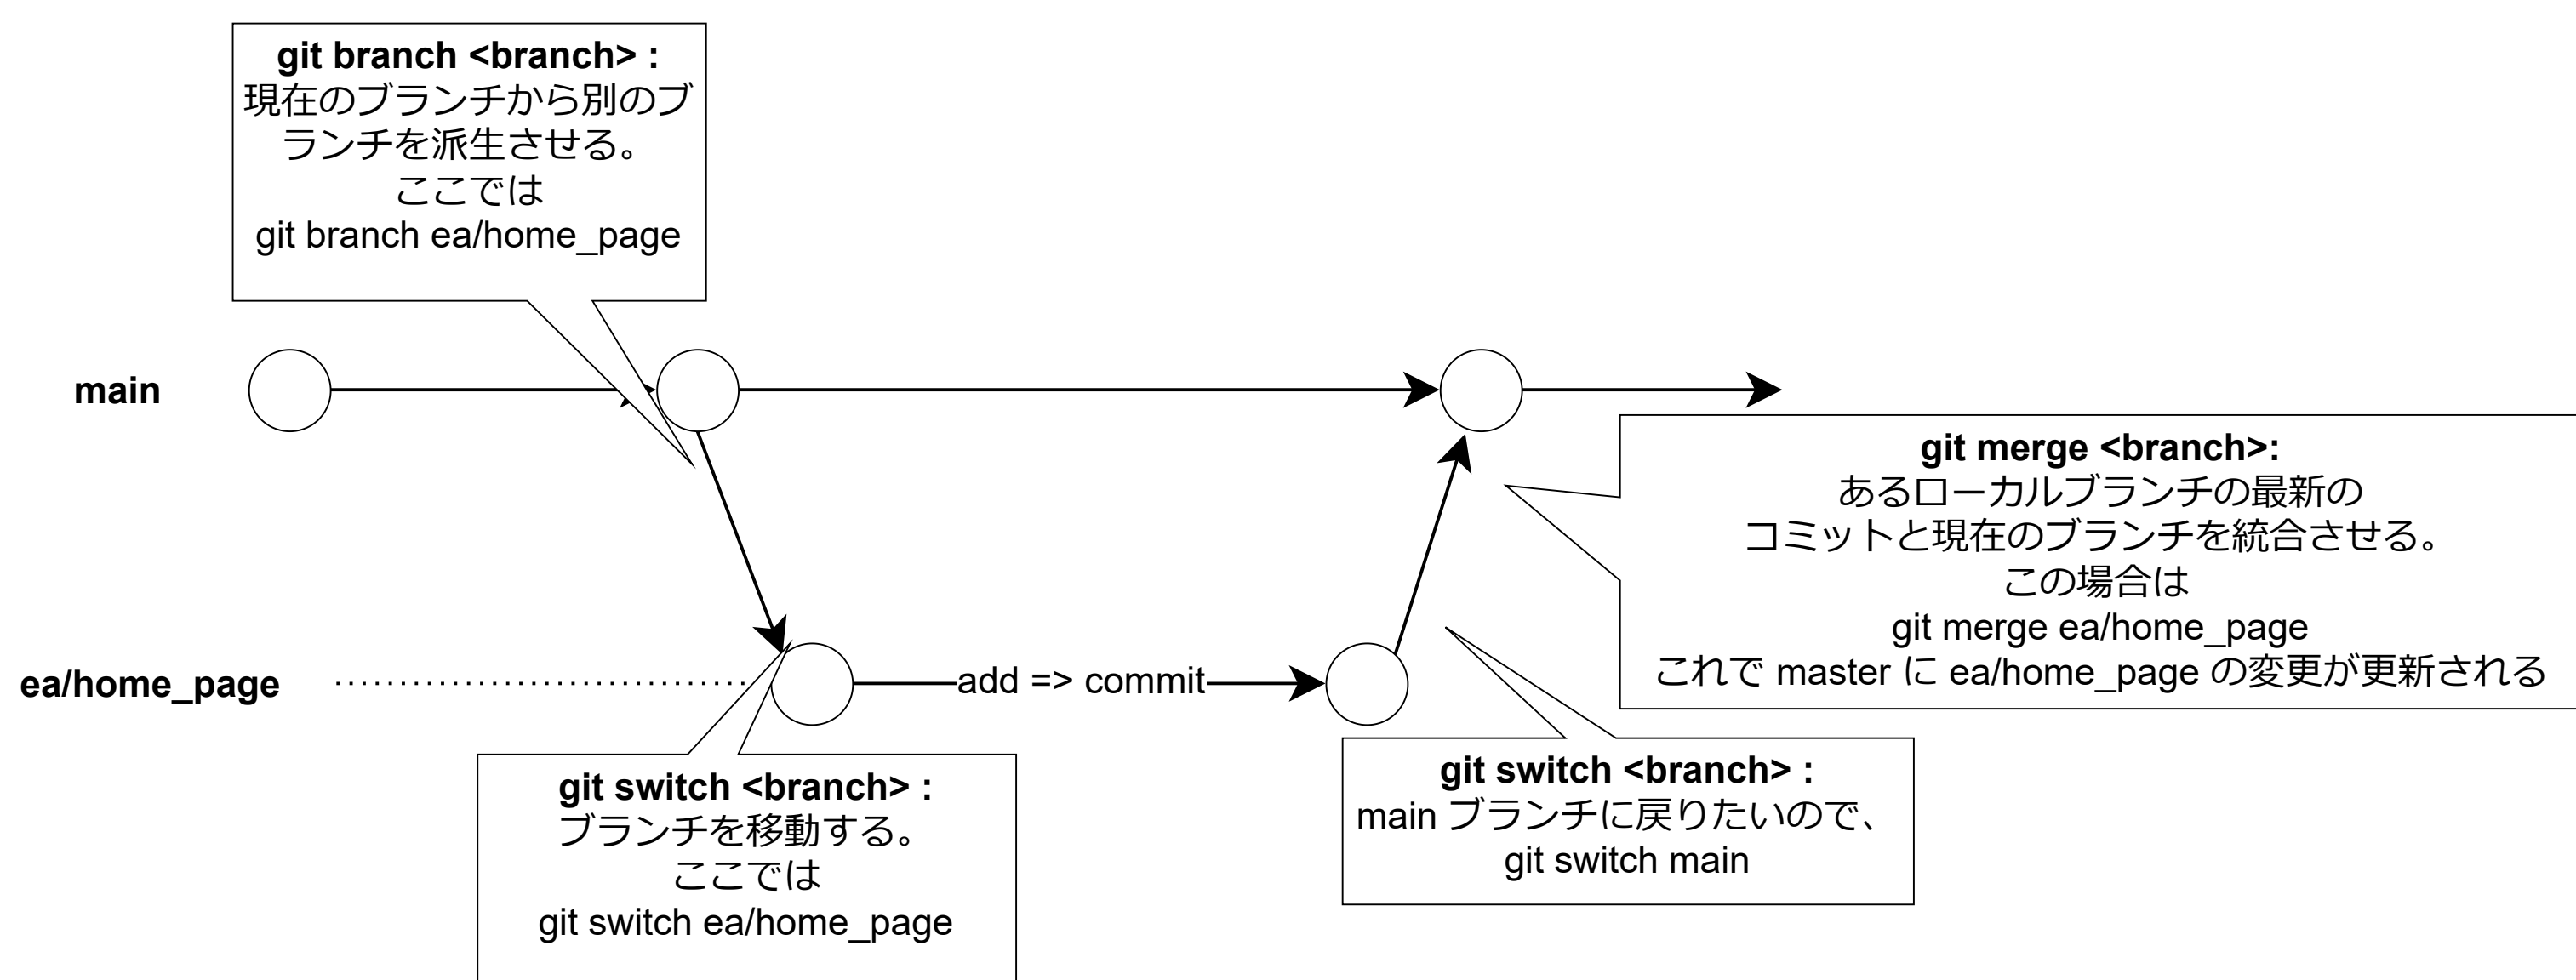 git branch <branch> :
現在のブランチから別のブ
ランチを派生させる。
ここでは
git branch ea/home_page
main
git merge <branch>:
あるローカルブランチの最新の
コミットと現在のブランチを統合させる。
この場合は
git merge ea/home_page
これで master に ea/home_page の変更が更新される
ea/home_page
add => commit
git switch <branch> :
ブランチを移動する。
ここでは
git switch ea/home_page
git switch <branch> :
main ブランチに戻りたいので、
git switch main